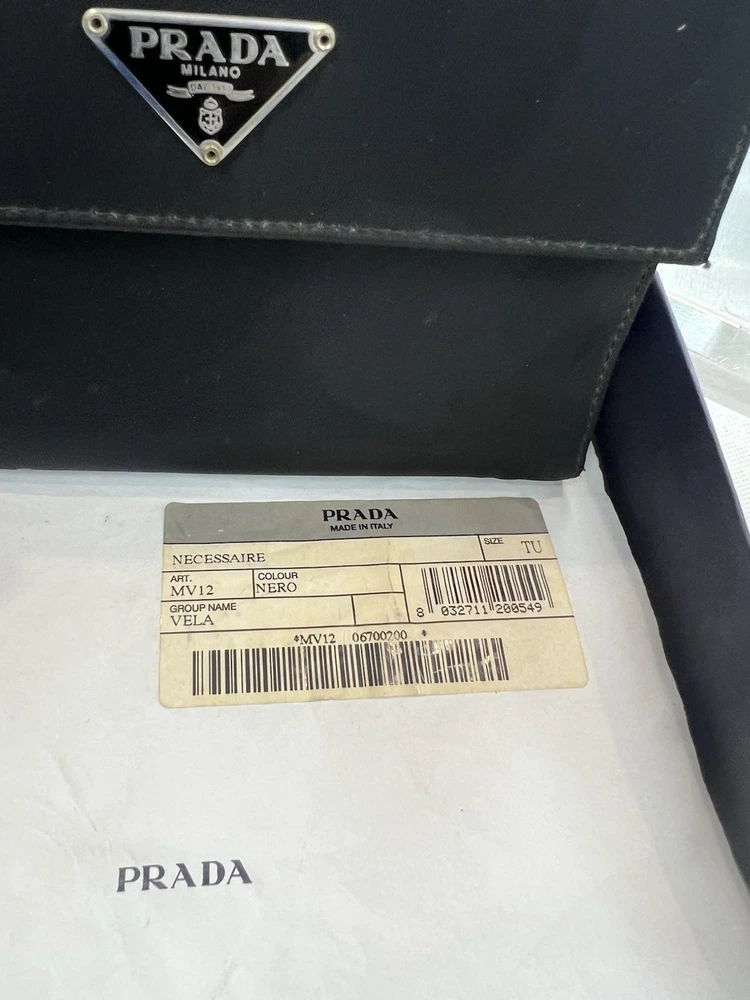 PRADA
MILANO
PRADA
MADE IN ITALY
NECESSAIRE
SIZE TU
ART. COLOUR
MV12 NERO
GROUP NAME
VELA
8 032711 200549
*MV12 06700200 *
PRADA